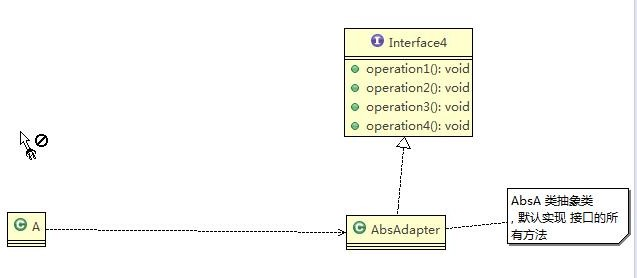 I Interface4
operation1(): void
operation2(): void
operation3(): void
operation4(): void
C A
C AbsAdapter
AbsA 类抽象类
, 默认实现 接口的所
有方法